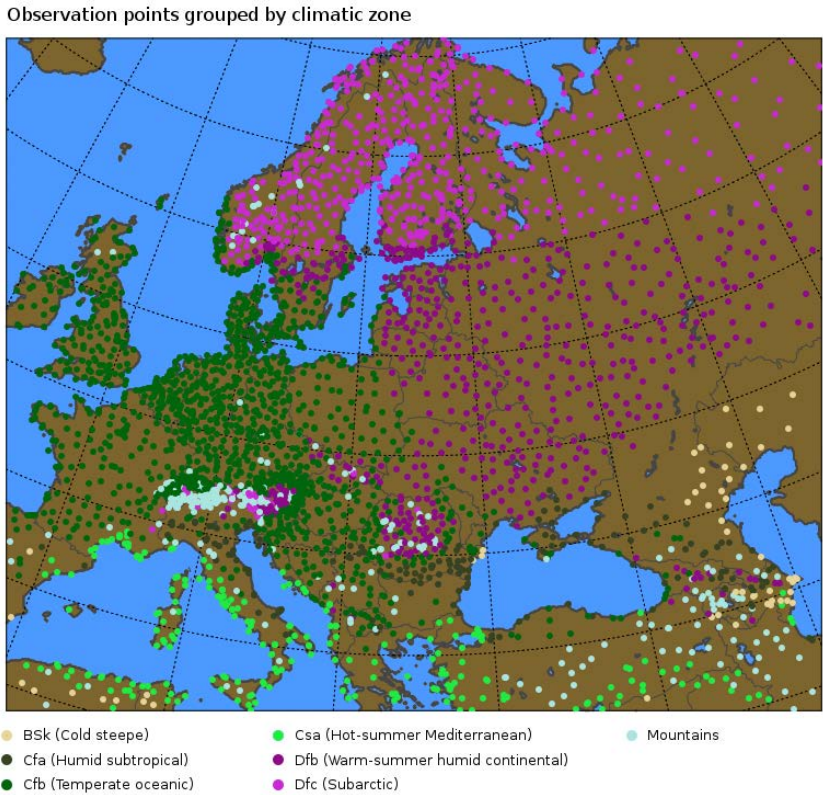 Observation points grouped by climatic zone
BSk (Cold steepe)
Cfa (Humid subtropical)
Cfb (Temperate oceanic)
Csa (Hot-summer Mediterranean)
Dfb (Warm-summer humid continental)
Dfc (Subarctic)
Mountains